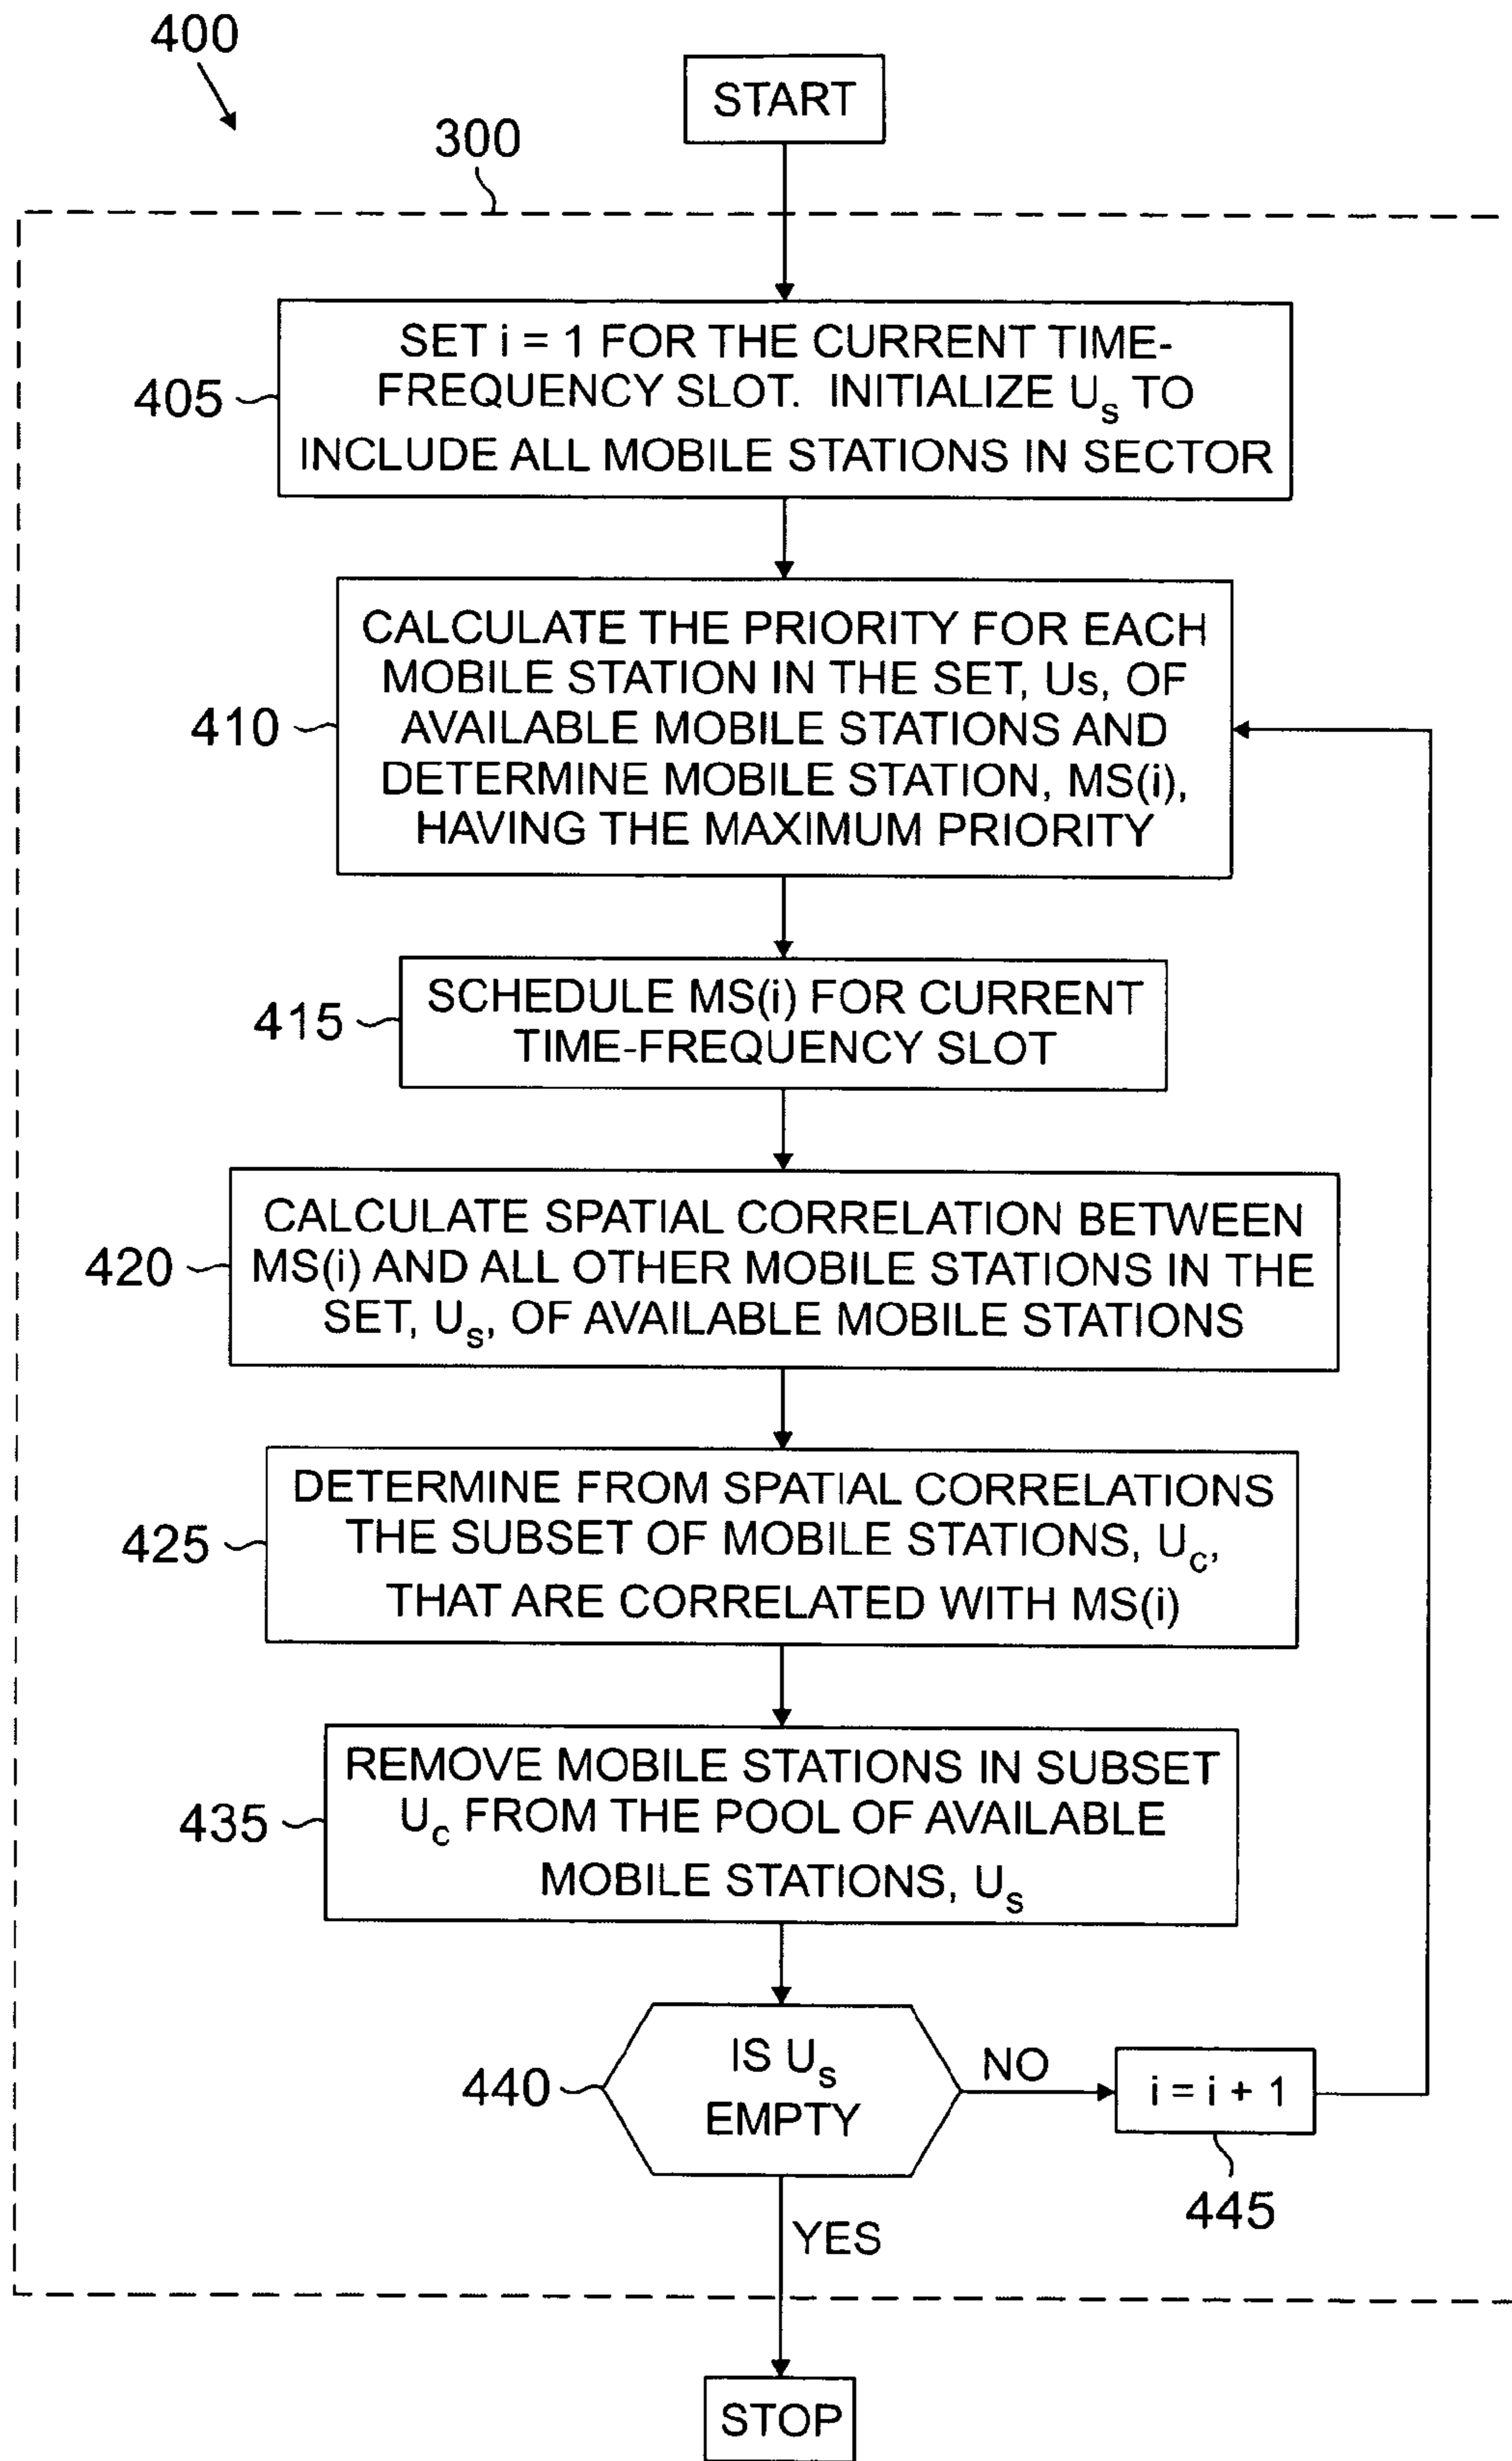 400
START
300
SET i = 1 FOR THE CURRENT TIME-
FREQUENCY SLOT. INITIALIZE Us TO
INCLUDE ALL MOBILE STATIONS IN SECTOR
405
CALCULATE THE PRIORITY FOR EACH
MOBILE STATION IN THE SET, Us, OF
AVAILABLE MOBILE STATIONS AND
DETERMINE MOBILE STATION, MS(i),
HAVING THE MAXIMUM PRIORITY
410
SCHEDULE MS(i) FOR CURRENT
TIME-FREQUENCY SLOT
415
CALCULATE SPATIAL CORRELATION BETWEEN
MS(i) AND ALL OTHER MOBILE STATIONS IN THE
SET, Us, OF AVAILABLE MOBILE STATIONS
420
DETERMINE FROM SPATIAL CORRELATIONS
THE SUBSET OF MOBILE STATIONS, Uc,
THAT ARE CORRELATED WITH MS(i)
425
REMOVE MOBILE STATIONS IN SUBSET
Uc FROM THE POOL OF AVAILABLE
MOBILE STATIONS, Us
435
IS Us
EMPTY
440
NO
i = i + 1
445
YES
STOP